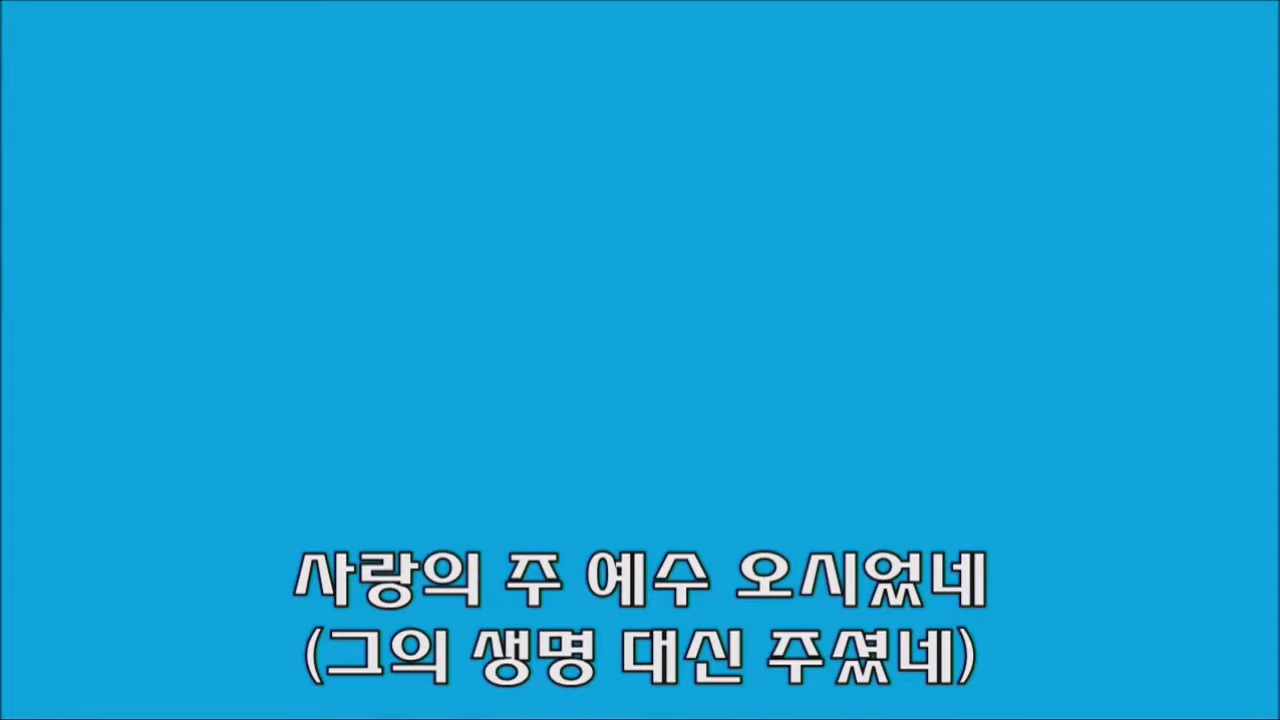 사랑의 주 예수 오시었네
(그의 생명 대신 주셨네)